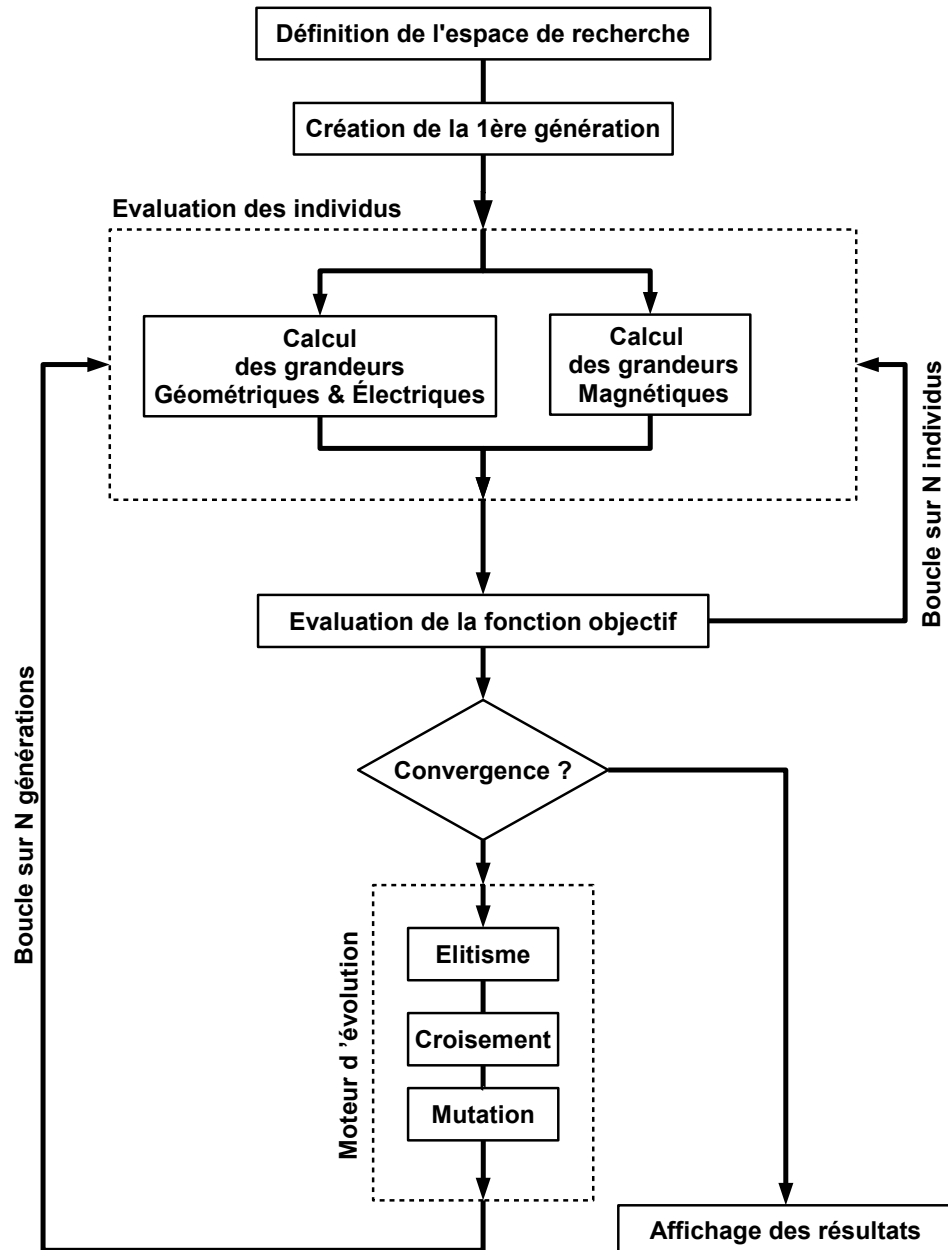 Définition de l'espace de recherche
Création de la 1ère génération
Evaluation des individus
Calcul
des grandeurs
Géométriques & Électriques
Calcul
des grandeurs
Magnétiques
Boucle sur N individus
Evaluation de la fonction objectif
Convergence ?
Boucle sur N générations
Moteur d ’évolution
Elitisme
Croisement
Mutation
Affichage des résultats